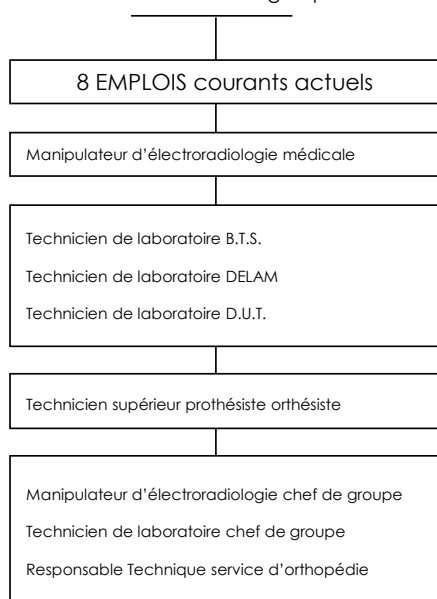 8 EMPLOIS courants actuels
Manipulateur d'électroradiologie médicale
Technicien de laboratoire B.T.S.
Technicien de laboratoire DELAM
Technicien de laboratoire D.U.T.
Technicien supérieur prothésiste orthésiste
Manipulateur d'électroradiologie chef de groupe
Technicien de laboratoire chef de groupe
Responsable Technique service d'orthopédie